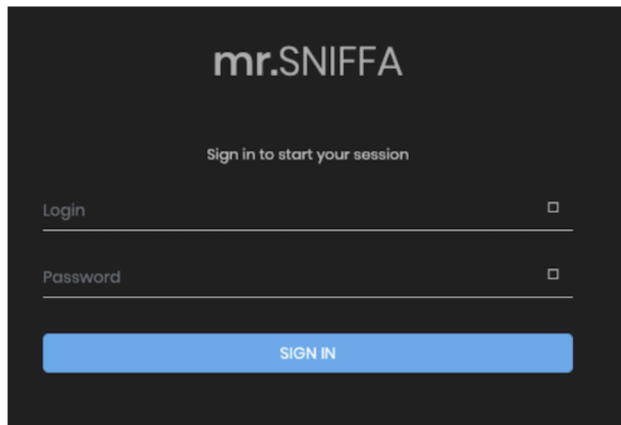 mr.SNIFFA
Sign in to start your session
Login
Password
SIGN IN